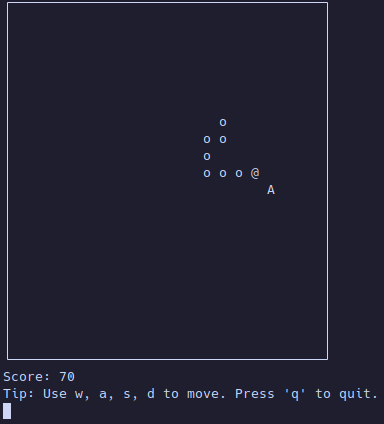 o
o o
o
o o o @
A
Score: 70
Tip: Use w, a, s, d to move. Press 'q' to quit.